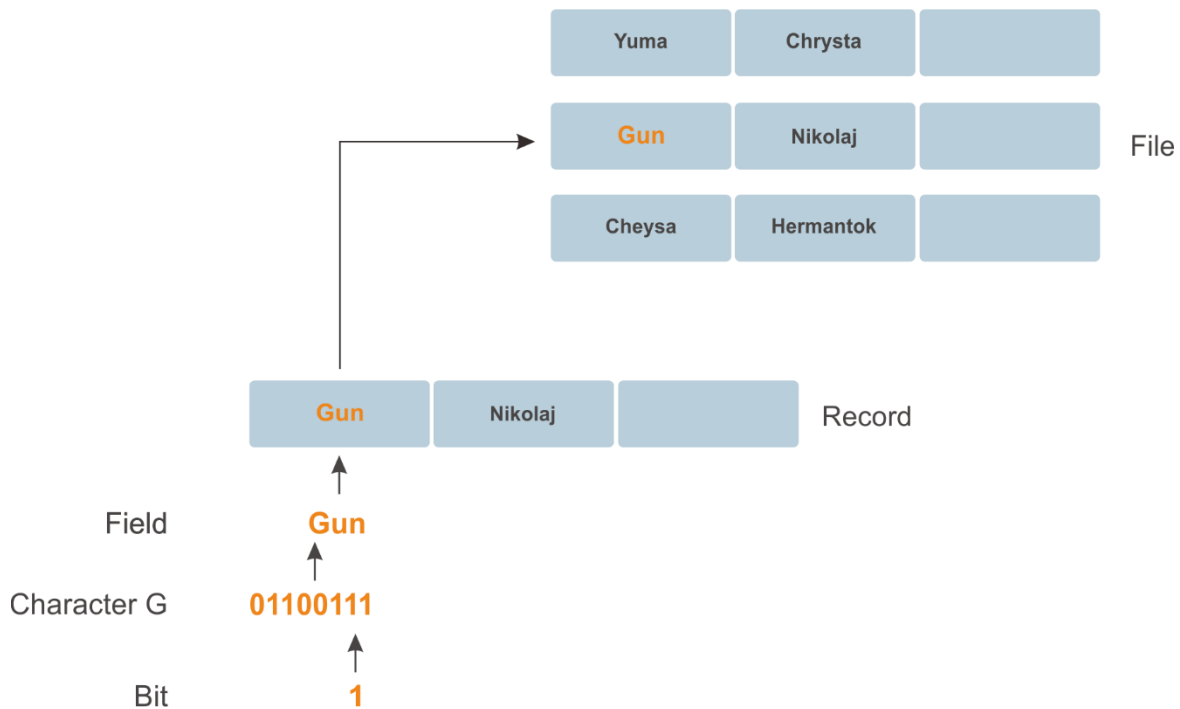 Yuma Chrysta
Gun Nikolaj File
Cheysa Hermantok
Gun Nikolaj Record
Field Gun
Character G 01100111
Bit 1